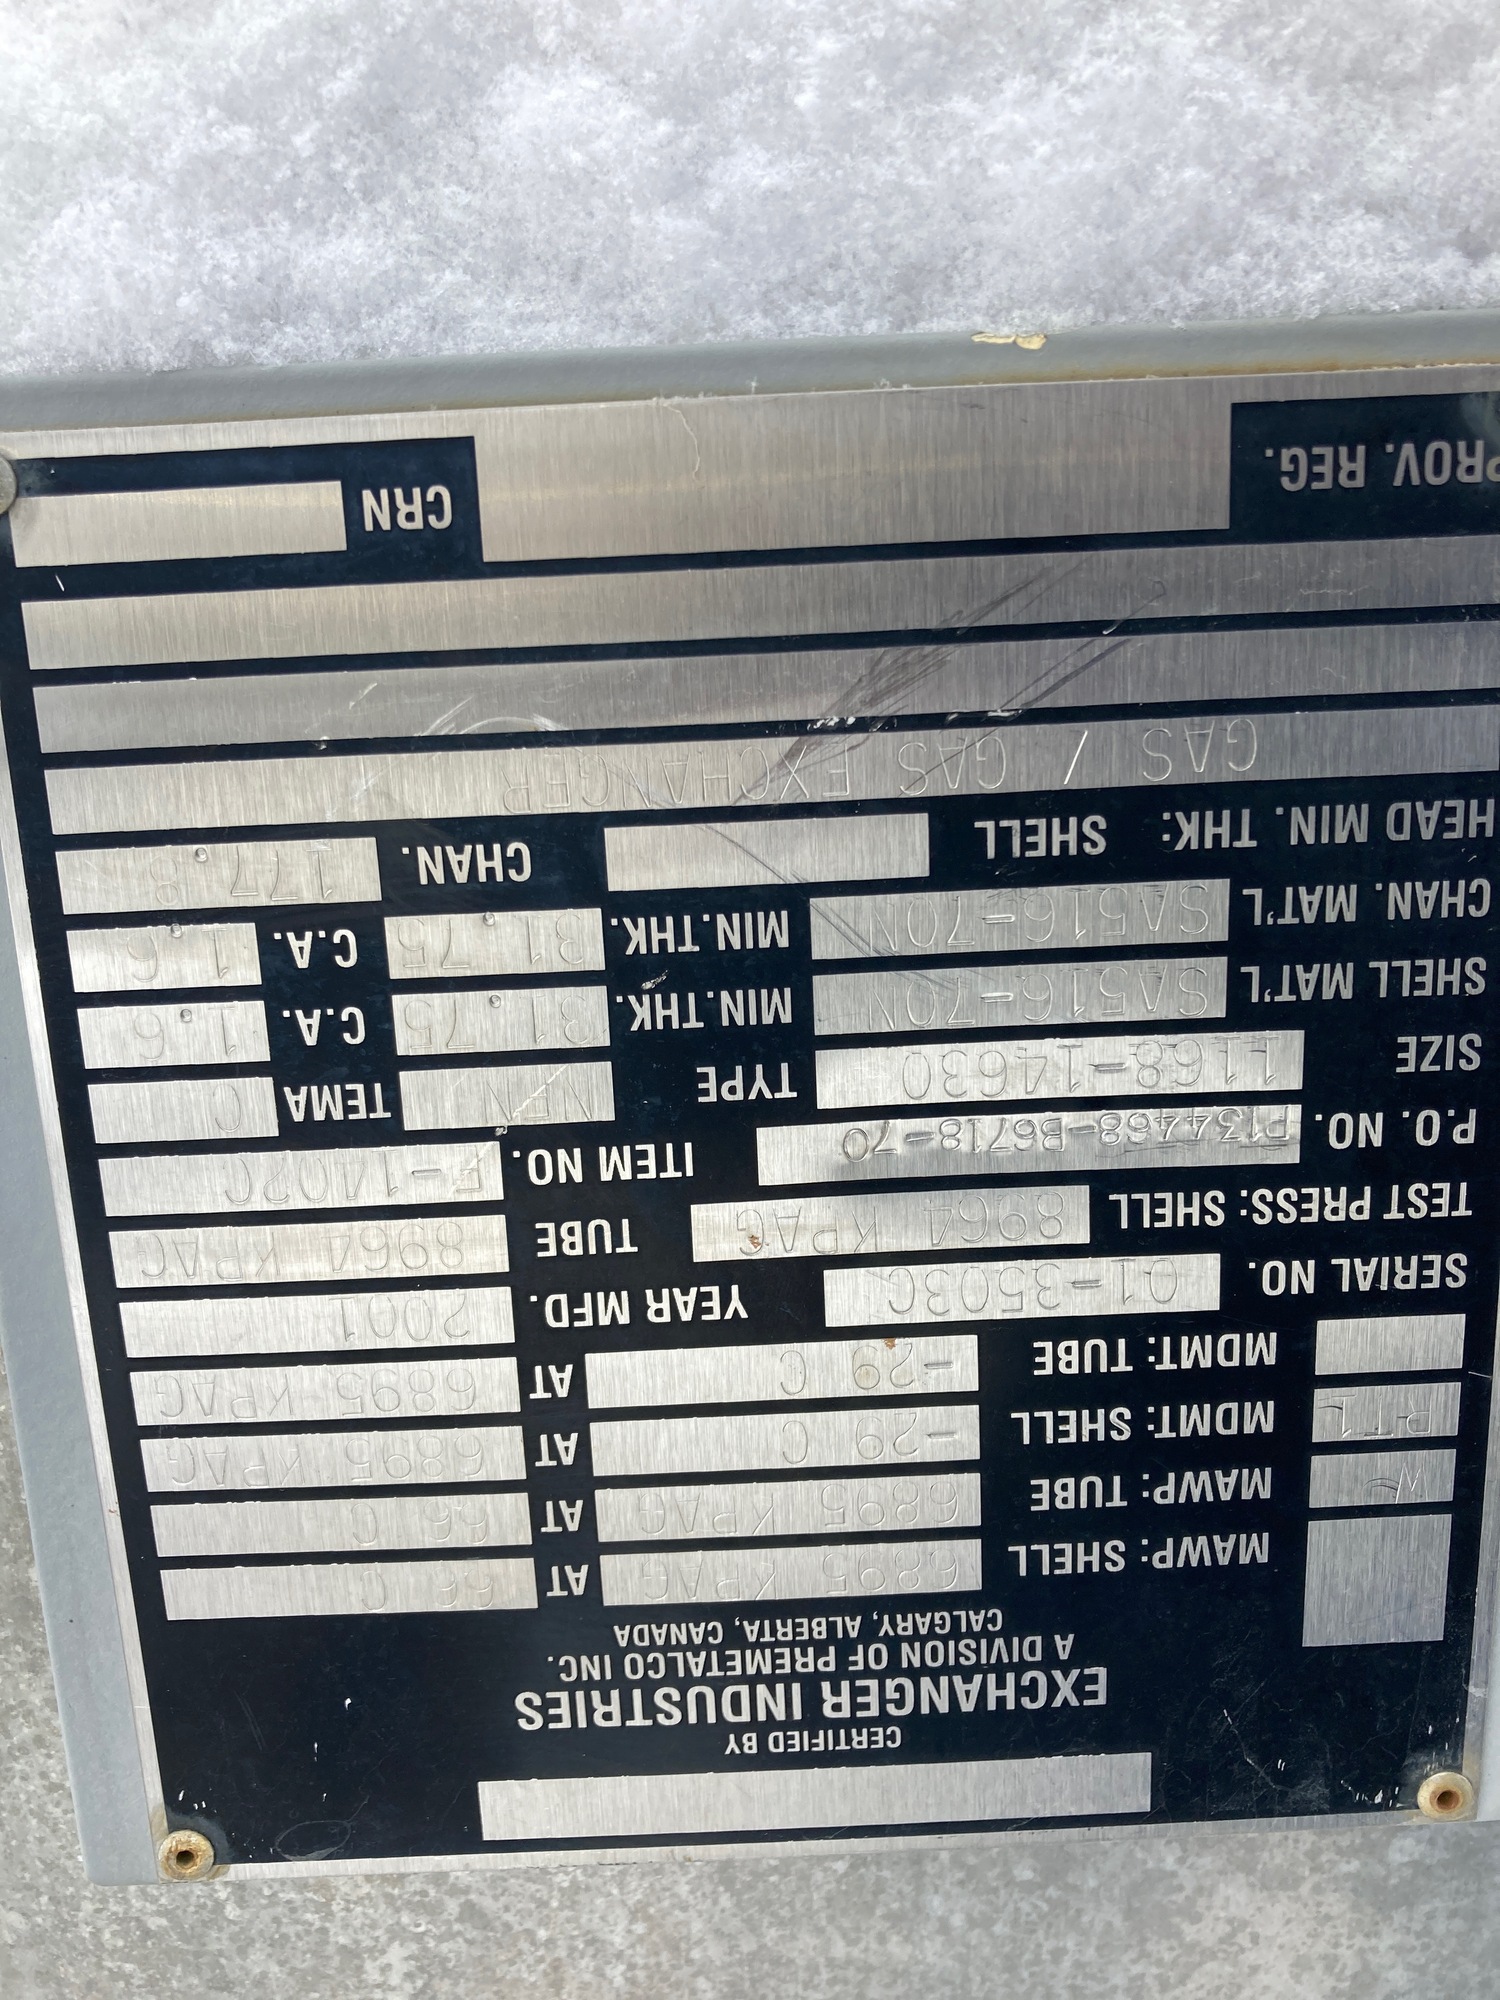 CERTIFIED BY
EXCHANGER INDUSTRIES
A DIVISION OF PREMETALCO INC.
CALGARY, ALBERTA, CANADA
MAWP: SHELL 6895 KPAG AT 66 C
W MAWP: TUBE 6895 KPAG AT 66 C
RT1 MDMT: SHELL -29 C AT 6895 KPAG
MDMT: TUBE -29 C AT 6895 KPAG
SERIAL NO. 01-3503C YEAR MFD. 2001
TEST PRESS: SHELL 8964 KPAG TUBE 8964 KPAG
P.O. NO. P134468-B6718-70 ITEM NO. E-1402C
SIZE 1168-14630 TYPE NEN TEMA C
SHELL MAT'L SA516-70N MIN.THK. 31.75 C.A. 1.6
CHAN. MAT'L SA516-70N MIN.THK. 31.75 C.A. 1.6
HEAD MIN. THK: SHELL CHAN. 177.8
GAS / GAS EXCHANGER
PROV. REG. CRN